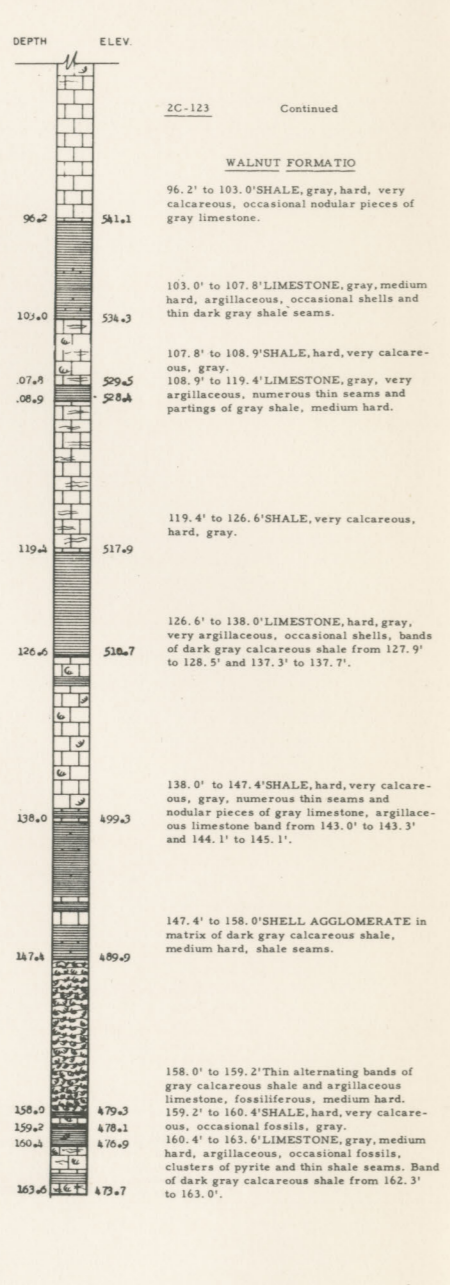 DEPTH ELEV.
2C-123 Continued
WALNUT FORMATIO
96.2' to 103.0'SHALE, gray, hard, very
calcareous, occasional nodular pieces of
gray limestone.
96.2 541.1
103.0' to 107.8'LIMESTONE, gray, medium
hard, argillaceous, occasional shells and
thin dark gray shale seams.
103.0 534.3
107.8' to 108.9'SHALE, hard, very calcare-
ous, gray.
.07.8 529.5
108.9' to 119.4'LIMESTONE, gray, very
argillaceous, numerous thin seams and
.08.9 528.4
partings of gray shale, medium hard.
119.4' to 126.6'SHALE, very calcareous,
hard, gray.
119.4 517.9
126.6' to 138.0'LIMESTONE, hard, gray,
very argillaceous, occasional shells, bands
of dark gray calcareous shale from 127.9'
to 128.5' and 137.3' to 137.7'.
126.6 510.7
138.0' to 147.4'SHALE, hard, very calcare-
ous, gray, numerous thin seams and
nodular pieces of gray limestone, argillace-
ous limestone band from 143.0' to 143.3'
and 144.1' to 145.1'.
138.0 499.3
147.4' to 158.0'SHELL AGGLOMERATE in
matrix of dark gray calcareous shale,
medium hard, shale seams.
147.4 489.9
158.0' to 159.2'Thin alternating bands of
gray calcareous shale and argillaceous
limestone, fossiliferous, medium hard.
158.0 479.3
159.2' to 160.4'SHALE, hard, very calcare-
ous, occasional fossils, gray.
159.2 478.1
160.4' to 163.6'LIMESTONE, gray, medium
160.4 476.9
hard, argillaceous, occasional fossils,
clusters of pyrite and thin shale seams. Band
of dark gray calcareous shale from 162.3'
to 163.0'.
163.6 473.7